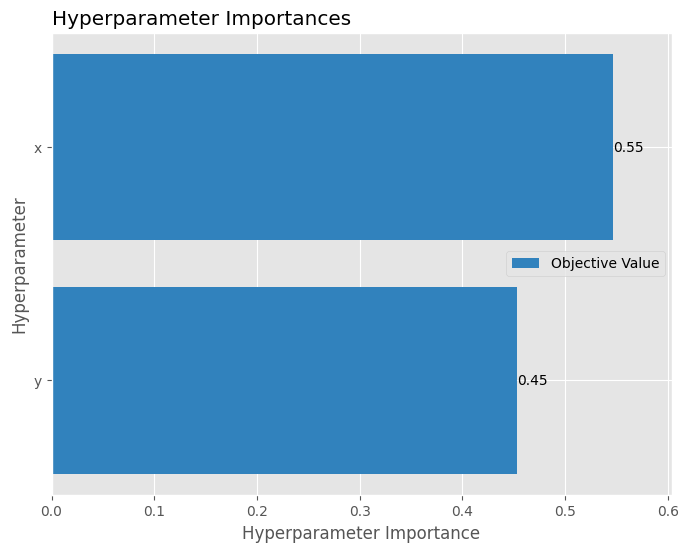 Hyperparameter Importances
Hyperparameter
x
0.55
Objective Value
y
0.45
0.0 0.1 0.2 0.3 0.4 0.5 0.6
Hyperparameter Importance